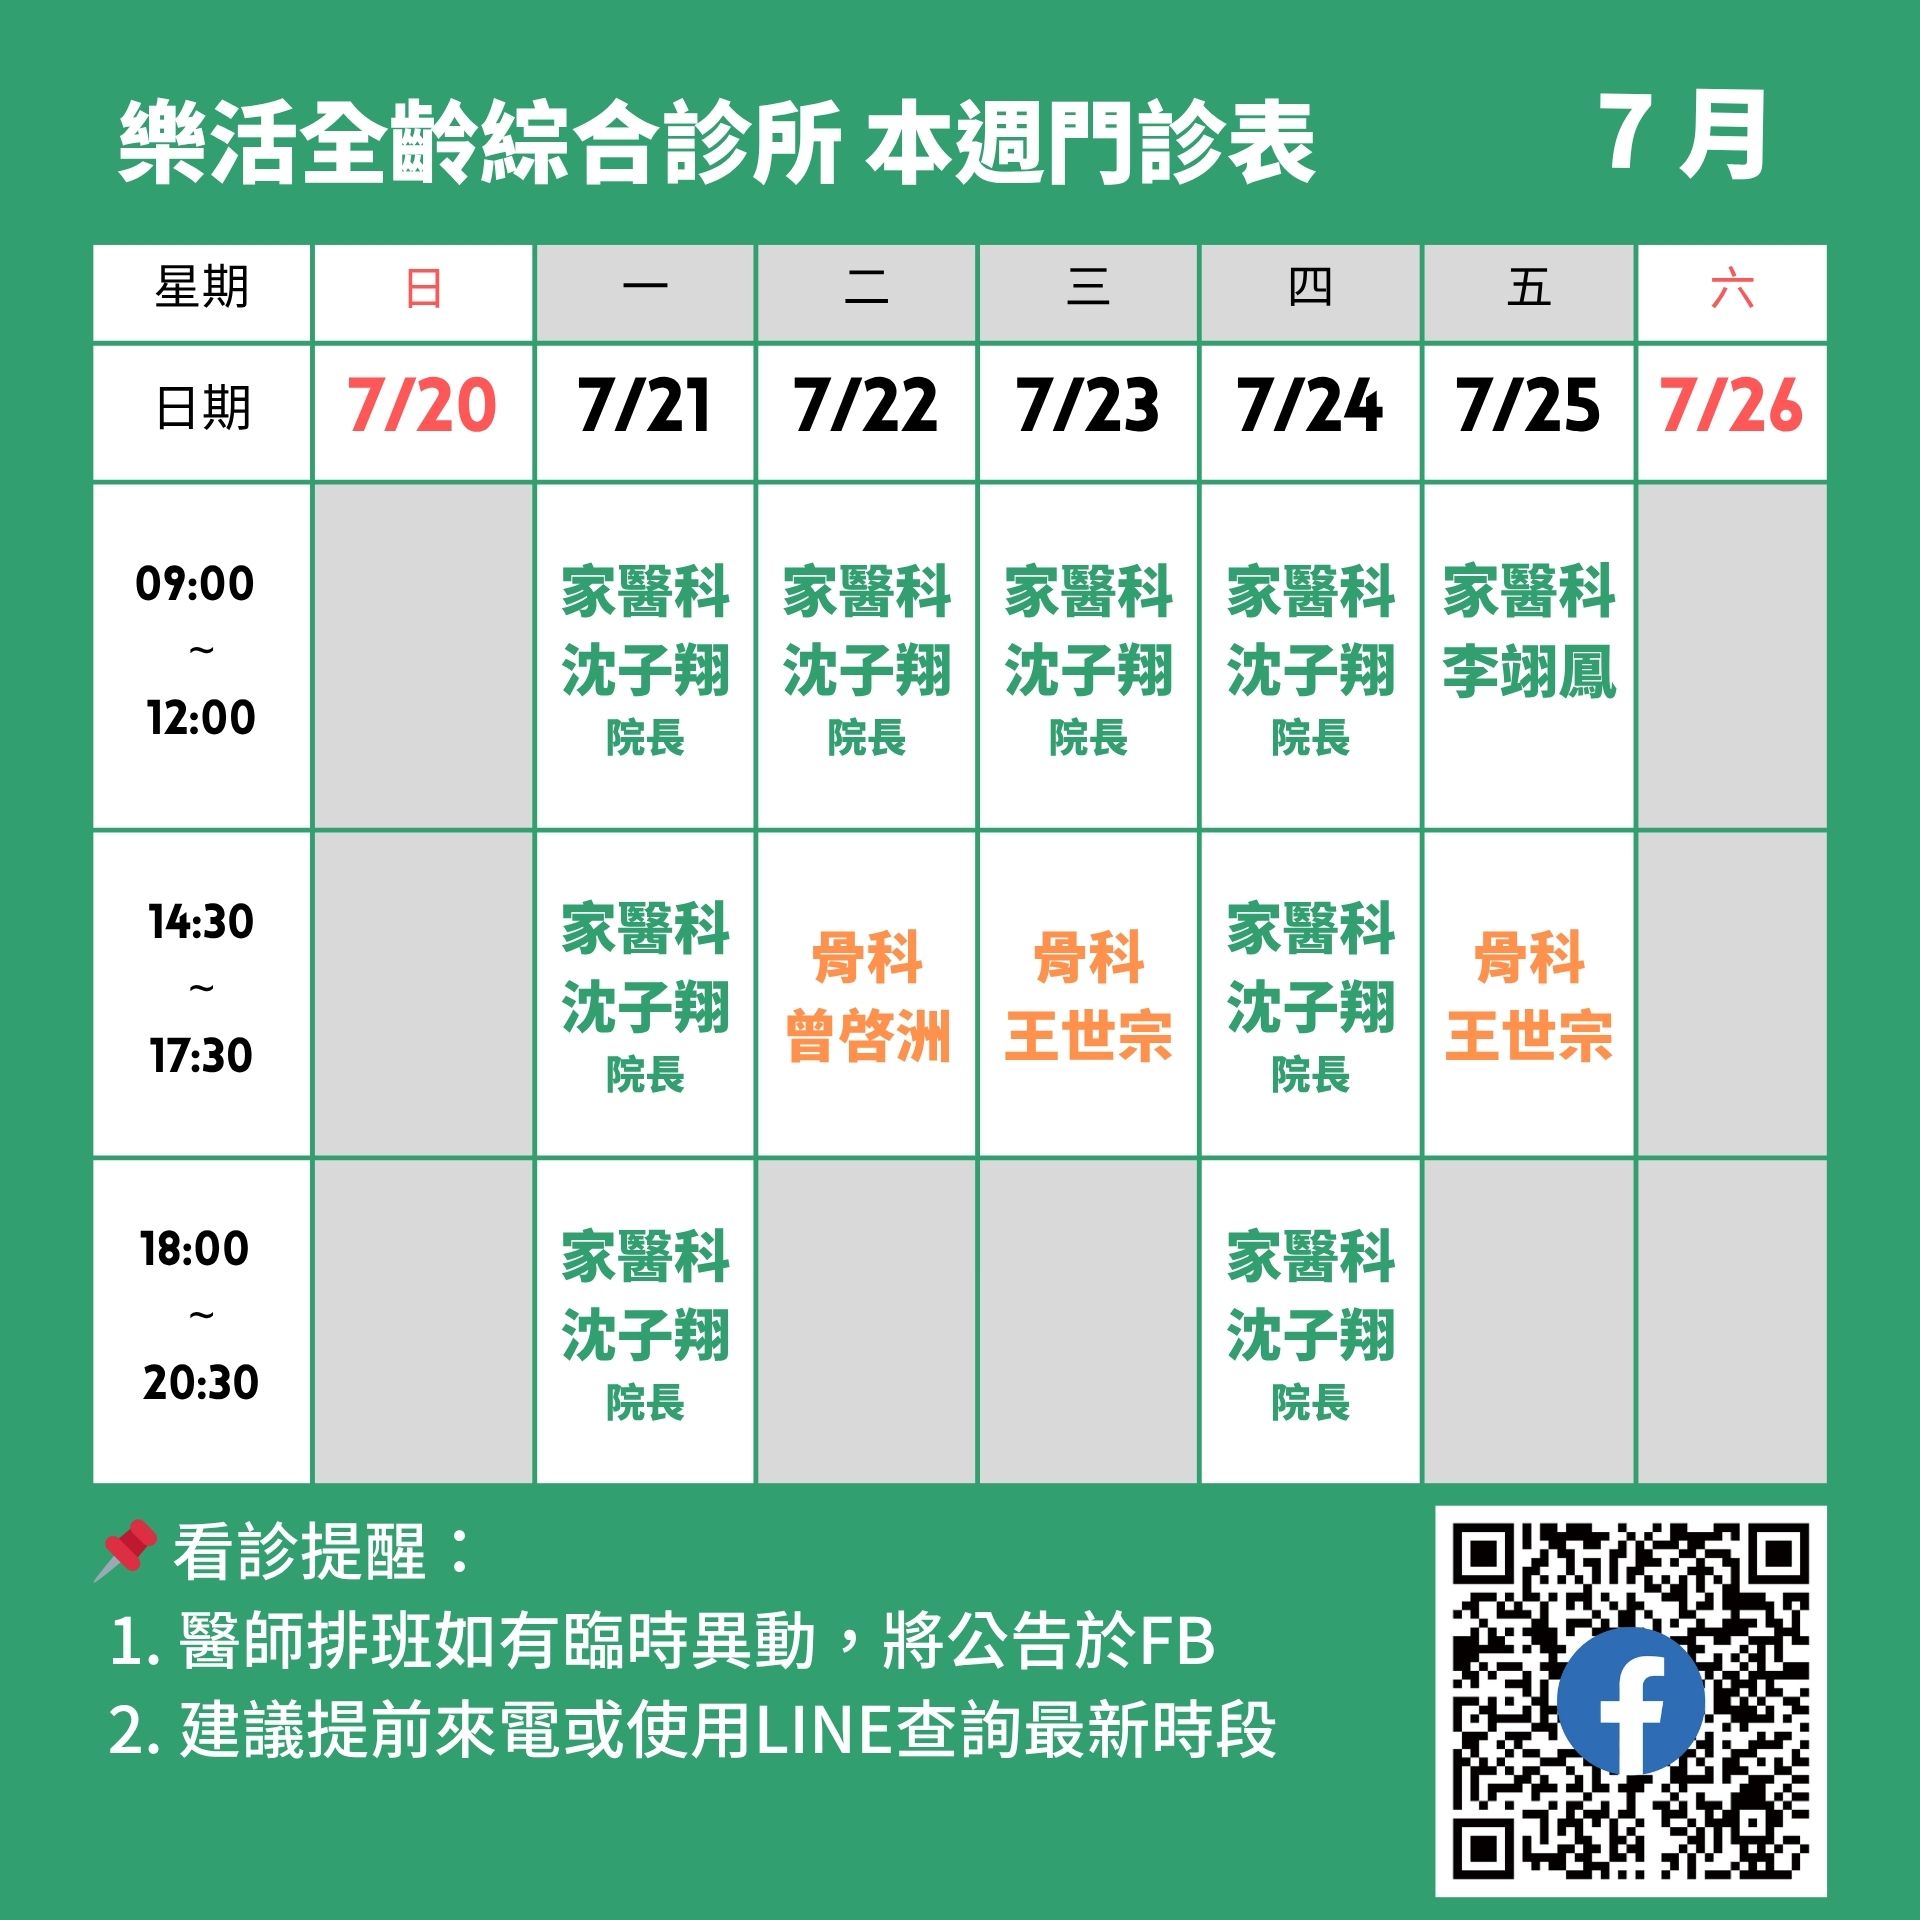 樂活全齡綜合診所 本週門診表
7 月
星期 日 一 二 三 四 五 六
日期 7/20 7/21 7/22 7/23 7/24 7/25 7/26
09:00
~
12:00
家醫科
沈子翔
院長
家醫科
沈子翔
院長
家醫科
沈子翔
院長
家醫科
沈子翔
院長
家醫科
李翊鳳
14:30
~
17:30
家醫科
沈子翔
院長
骨科
曾啓洲
骨科
王世宗
家醫科
沈子翔
院長
骨科
王世宗
18:00
~
20:30
家醫科
沈子翔
院長
家醫科
沈子翔
院長
📌看診提醒：
1. 醫師排班如有臨時異動，將公告於FB
2. 建議提前來電或使用LINE查詢最新時段